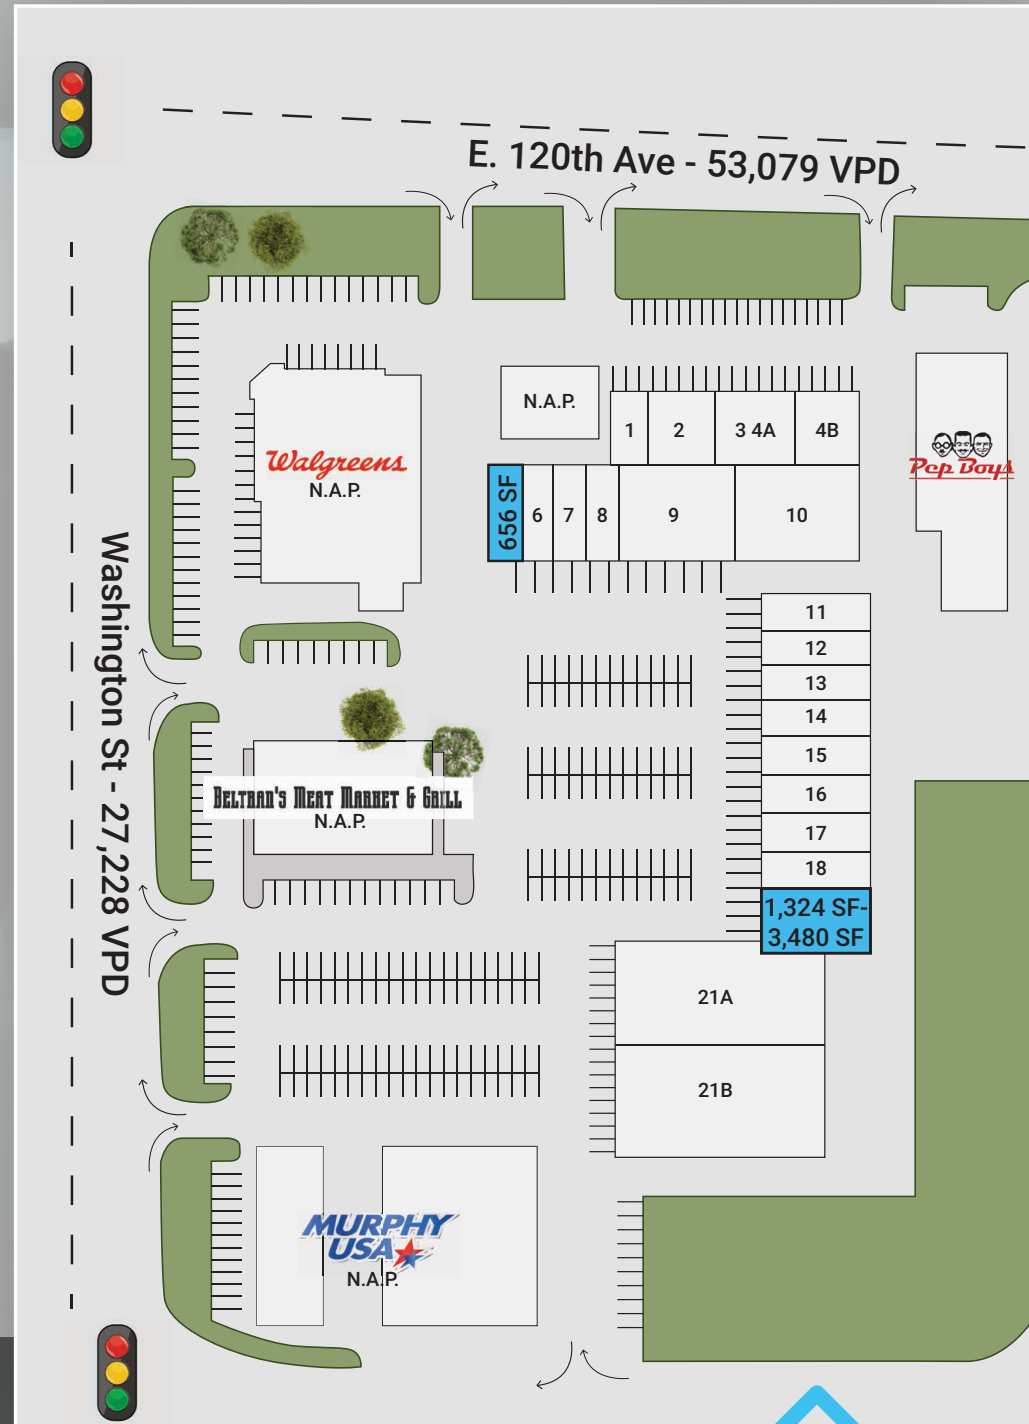 E. 120th Ave - 53,079 VPD
Washington St - 27,228 VPD
Walgreens
N.A.P.
N.A.P.
1
2
3 4A
4B
Pep Boys
656 SF
6
7
8
9
10
11
12
13
14
15
16
17
18
1,324 SF-
3,480 SF
BELTRAN'S MEAT MARKET & GRILL
N.A.P.
21A
21B
MURPHY
USA
N.A.P.